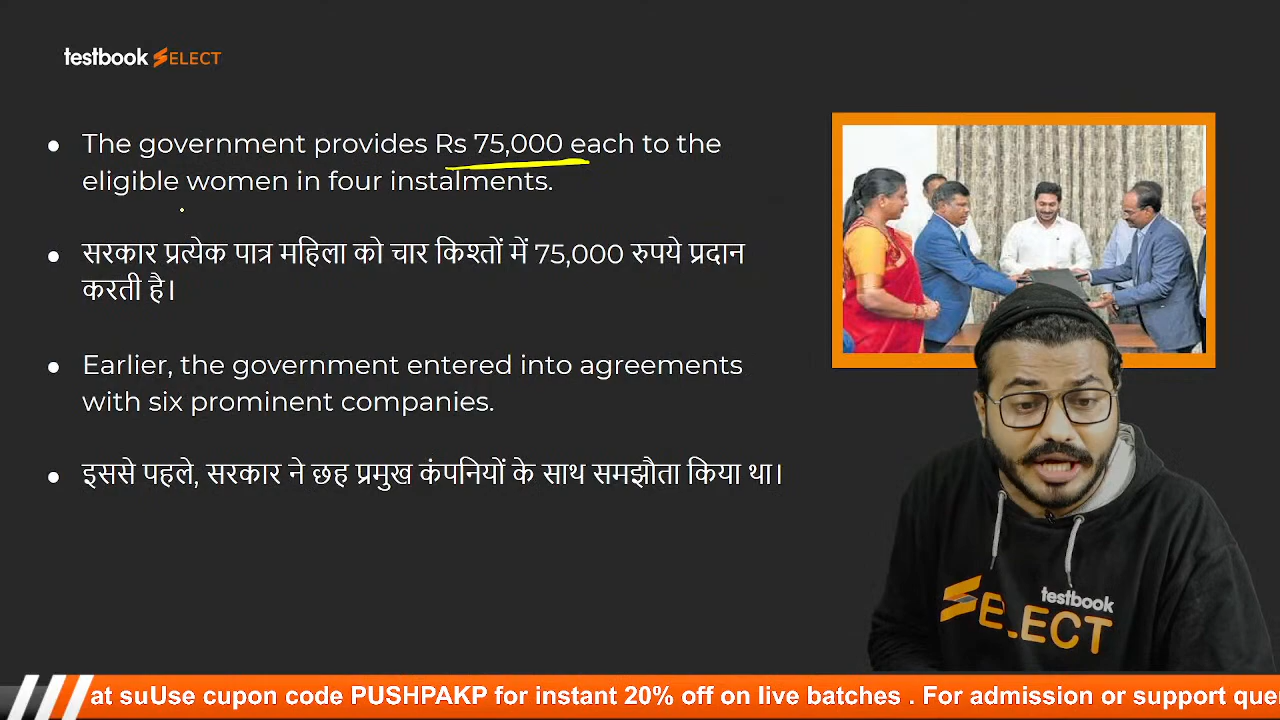 testbook SELECT
The government provides Rs 75,000 each to the
eligible women in four instalments.
सरकार प्रत्येक पात्र महिला को चार किश्तों में 75,000 रुपये प्रदान
करती है।
Earlier, the government entered into agreements
with six prominent companies.
इससे पहले, सरकार ने छह प्रमुख कंपनियों के साथ समझौता किया था।
testbook
SELECT
at suUse cupon code PUSHPAKP for instant 20% off on live batches . For admission or support que